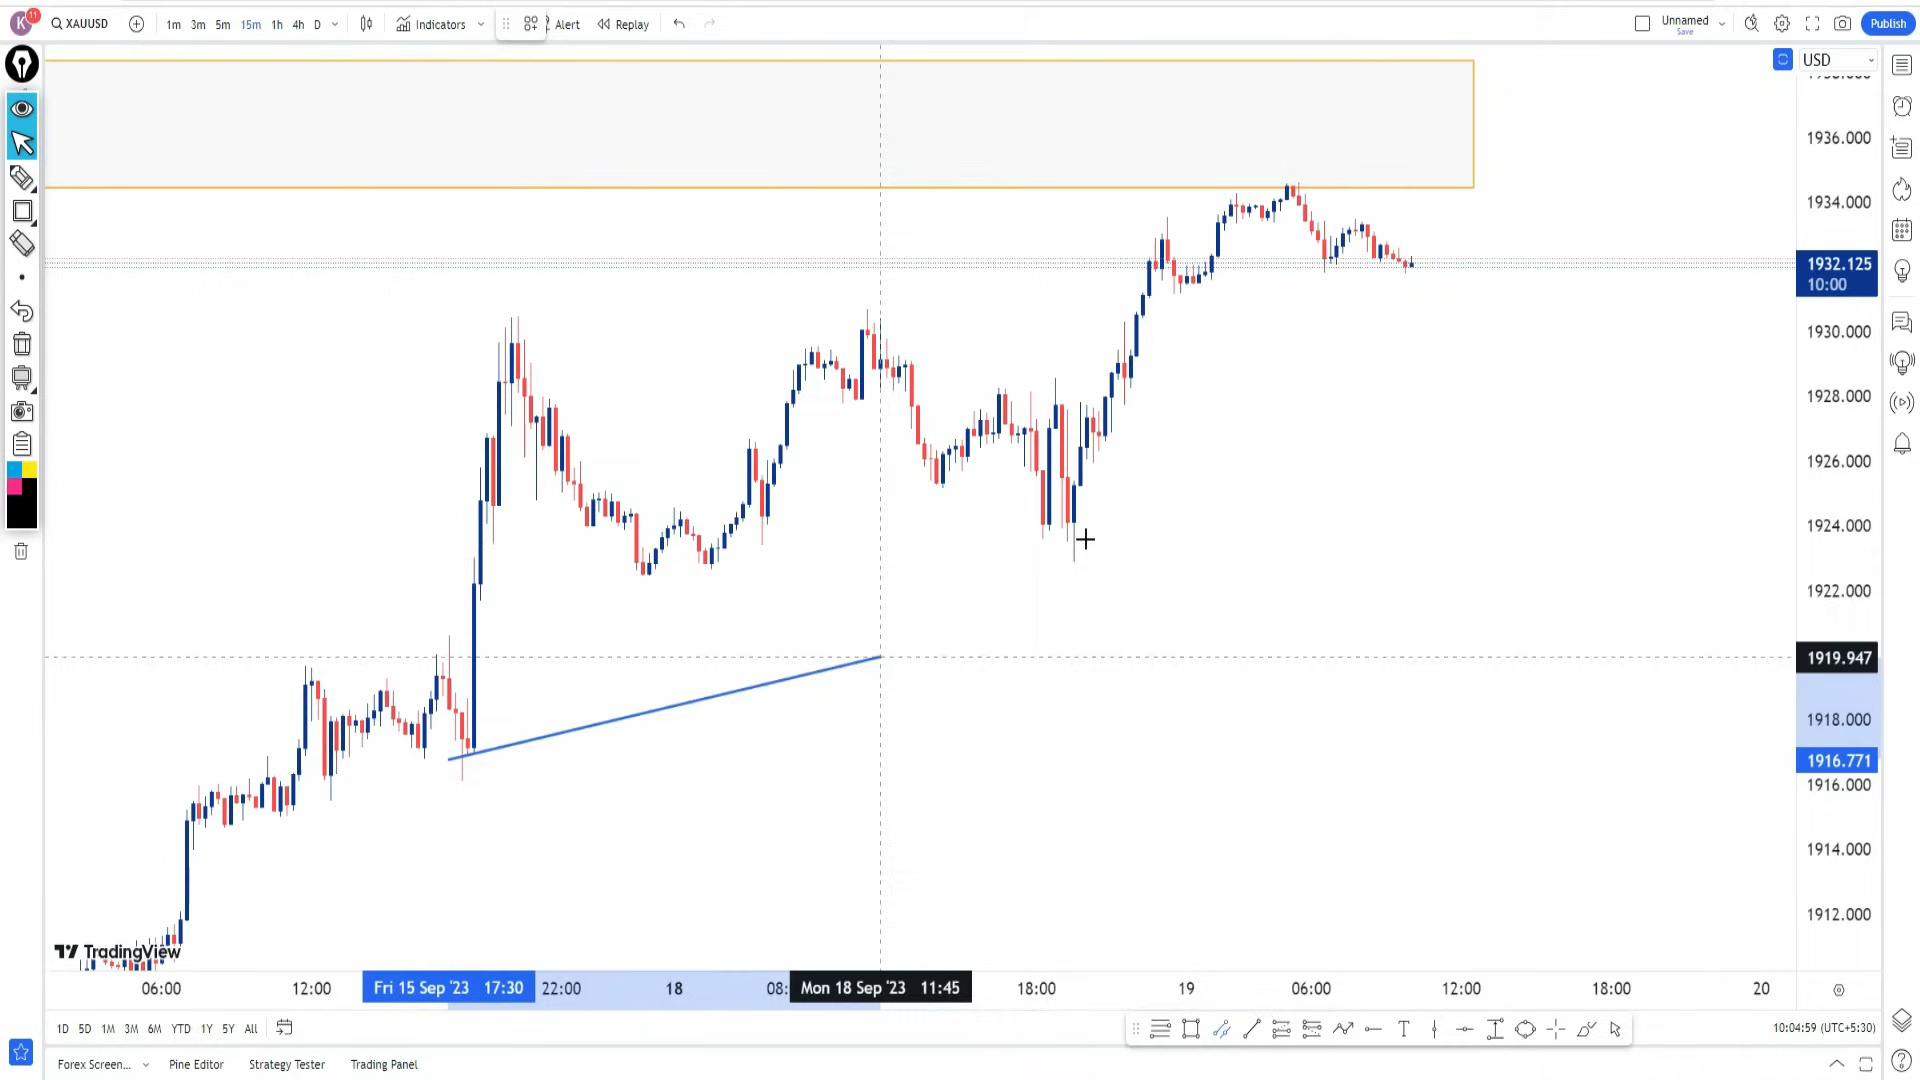 K 11 XAUUSD 1m 3m 5m 15m 1h 4h D Indicators Alert Replay Unnamed Publish
Save
USD
1936.000
1934.000
1932.125
10:00
1930.000
1928.000
1926.000
1924.000
1922.000
1919.947
1918.000
1916.771
1916.000
1914.000
1912.000
TradingView
06:00 12:00 Fri 15 Sep '23 17:30 22:00 18 08: Mon 18 Sep '23 11:45 18:00 19 06:00 12:00 18:00 20
1D 5D 1M 3M 6M YTD 1Y 5Y All 10:04:59 (UTC+5:30)
Forex Screen... Pine Editor Strategy Tester Trading Panel